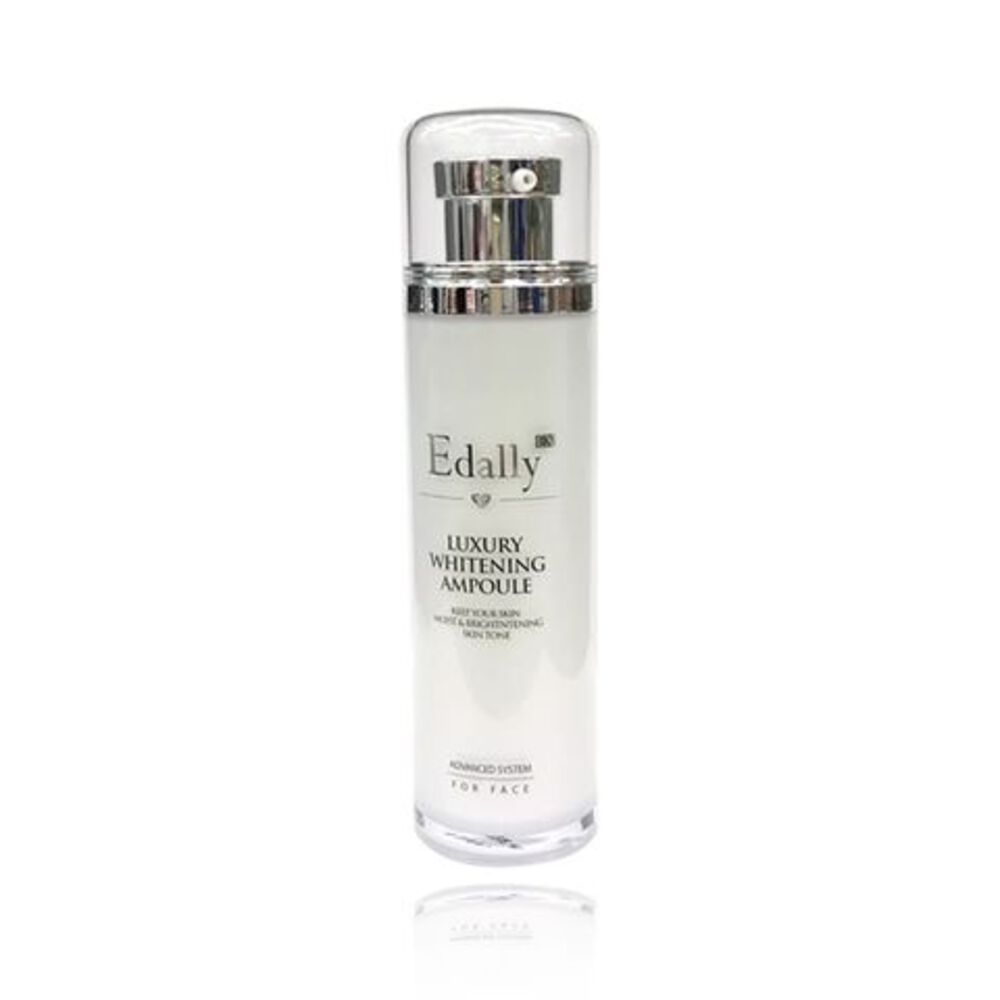 Edally
LUXURY
WHITENING
AMPOULE
KEEP YOUR SKIN
MOIST & BRIGHTENTENING
SKIN TONE
ADVANCED SYSTEM
FOR FACE